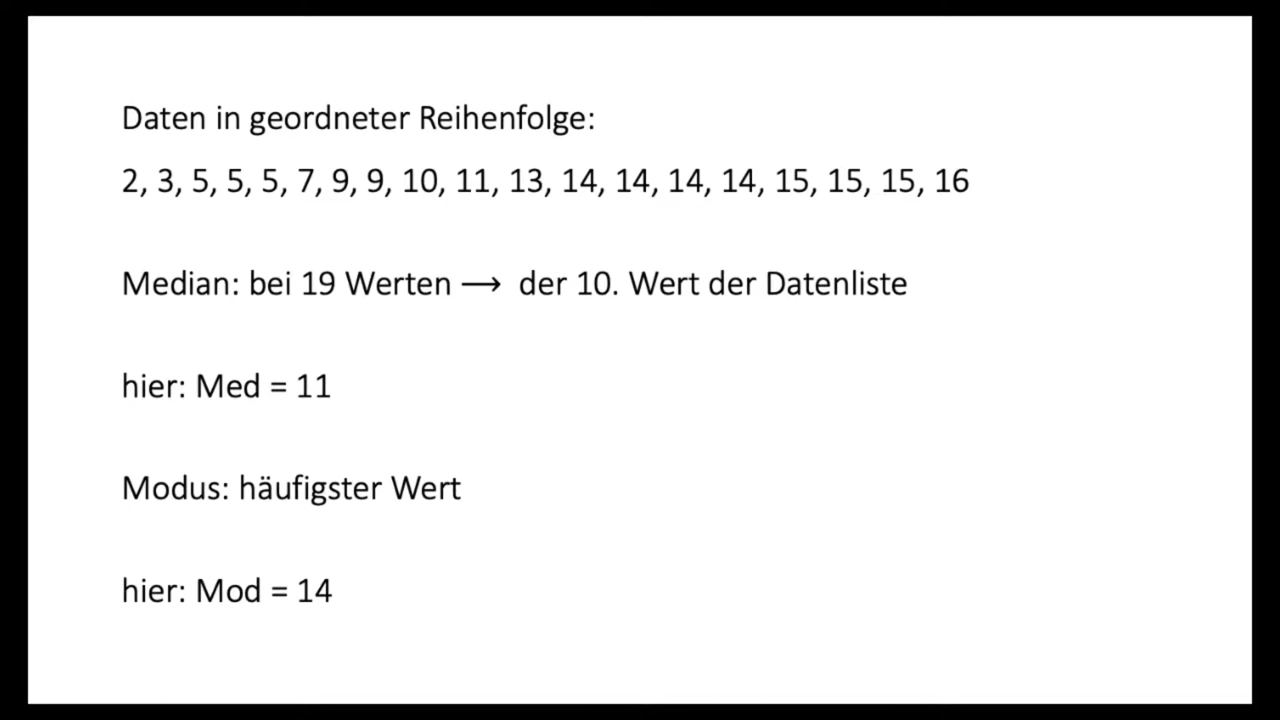 Daten in geordneter Reihenfolge:
2, 3, 5, 5, 5, 7, 9, 9, 10, 11, 13, 14, 14, 14, 14, 15, 15, 15, 16
Median: bei 19 Werten ⟶ der 10. Wert der Datenliste
hier: Med = 11
Modus: häufigster Wert
hier: Mod = 14